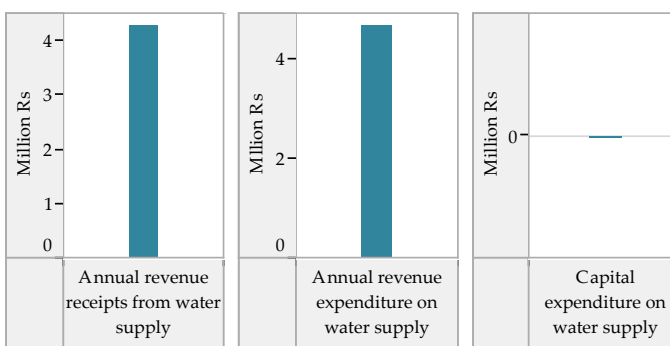 4
3
2
1
0
Million Rs
Annual revenue
receipts from water
supply
4
2
0
Million Rs
Annual revenue
expenditure on
water supply
0
Million Rs
Capital
expenditure on
water supply